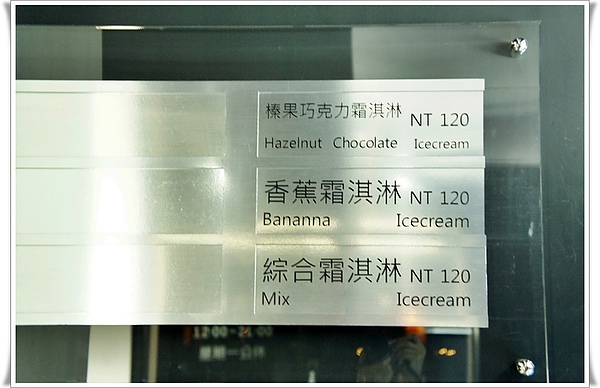 榛果巧克力霜淇淋 NT 120
Hazelnut Chocolate Icecream
香蕉霜淇淋 NT 120
Bananna Icecream
綜合霜淇淋 NT 120
Mix Icecream